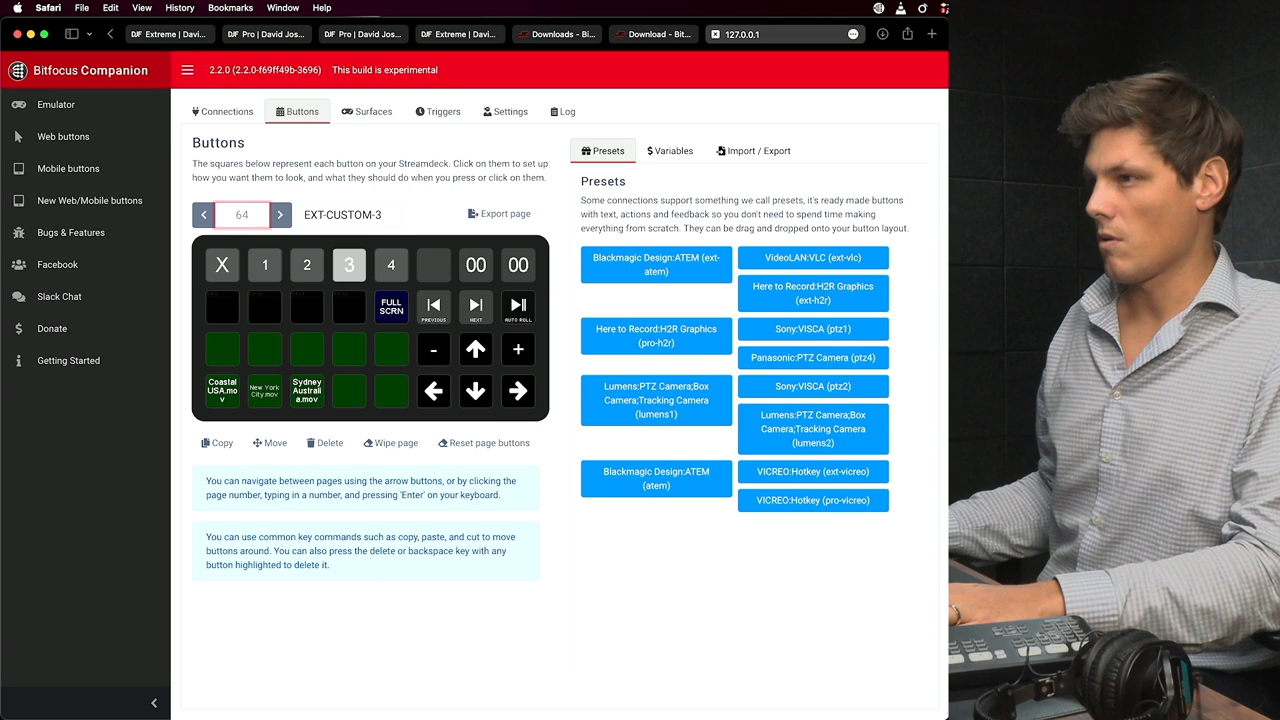 Safari File Edit View History Bookmarks Window Help
DJF Extreme | Davi...
DJF Pro | David Jos...
DJF Pro | David Jos...
DJF Extreme | Davi...
Downloads - Bi...
Download - Bit...
127.0.0.1
Bitfocus Companion
2.2.0 (2.2.0-f69ff49b-3696)
This build is experimental
Emulator
Web buttons
Mobile buttons
New Web/Mobile buttons
Bugs & Features
Facebook
Slack Chat
Donate
Getting Started
Connections
Buttons
Surfaces
Triggers
Settings
Log
Buttons
The squares below represent each button on your Streamdeck. Click on them to set up
how you want them to look, and what they should do when you press or click on them.
64
EXT-CUSTOM-3
Export page
X 1 2 3 4 00 00
FULL
SCRN
PREVIOUS
NEXT
AUTO ROLL
- +
Coastal
USA.mo
v
New York
City.mov
Sydney
Australi
a.mov
Copy
Move
Delete
Wipe page
Reset page buttons
You can navigate between pages using the arrow buttons, or by clicking the
page number, typing in a number, and pressing 'Enter' on your keyboard.
You can use common key commands such as copy, paste, and cut to move
buttons around. You can also press the delete or backspace key with any
button highlighted to delete it.
Presets
Variables
Import / Export
Presets
Some connections support something we call presets, it's ready made buttons
with text, actions and feedback so you don't need to spend time making
everything from scratch. They can be drag and dropped onto your button layout.
Blackmagic Design:ATEM (ext-
atem)
VideoLAN:VLC (ext-vlc)
Here to Record:H2R Graphics
(ext-h2r)
Here to Record:H2R Graphics
(pro-h2r)
Sony:VISCA (ptz1)
Panasonic:PTZ Camera (ptz4)
Lumens:PTZ Camera;Box
Camera;Tracking Camera
(lumens1)
Sony:VISCA (ptz2)
Lumens:PTZ Camera;Box
Camera;Tracking Camera
(lumens2)
Blackmagic Design:ATEM
(atem)
VICREO:Hotkey (ext-vicreo)
VICREO:Hotkey (pro-vicreo)